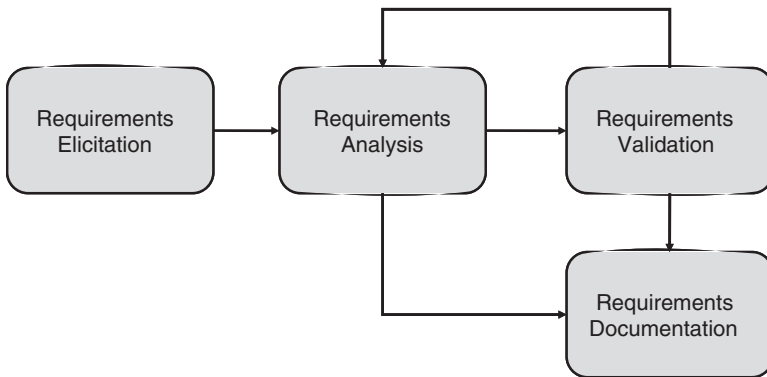 Requirements
Elicitation
Requirements
Analysis
Requirements
Validation
Requirements
Documentation